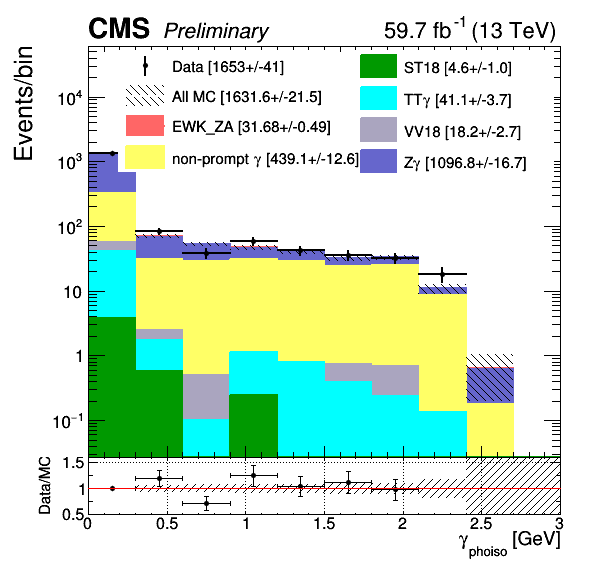 CMS Preliminary 59.7 fb⁻¹ (13 TeV)
Events/bin
Data [1653+/-41]
All MC [1631.6+/-21.5]
EWK_ZA [31.68+/-0.49]
non-prompt γ [439.1+/-12.6]
ST18 [4.6+/-1.0]
TTγ [41.1+/-3.7]
VV18 [18.2+/-2.7]
Zγ [1096.8+/-16.7]
10⁴
10³
10²
10
1
10⁻¹
Data/MC
1.5
1
0.5
0 0.5 1 1.5 2 2.5 3
γ_phoiso [GeV]